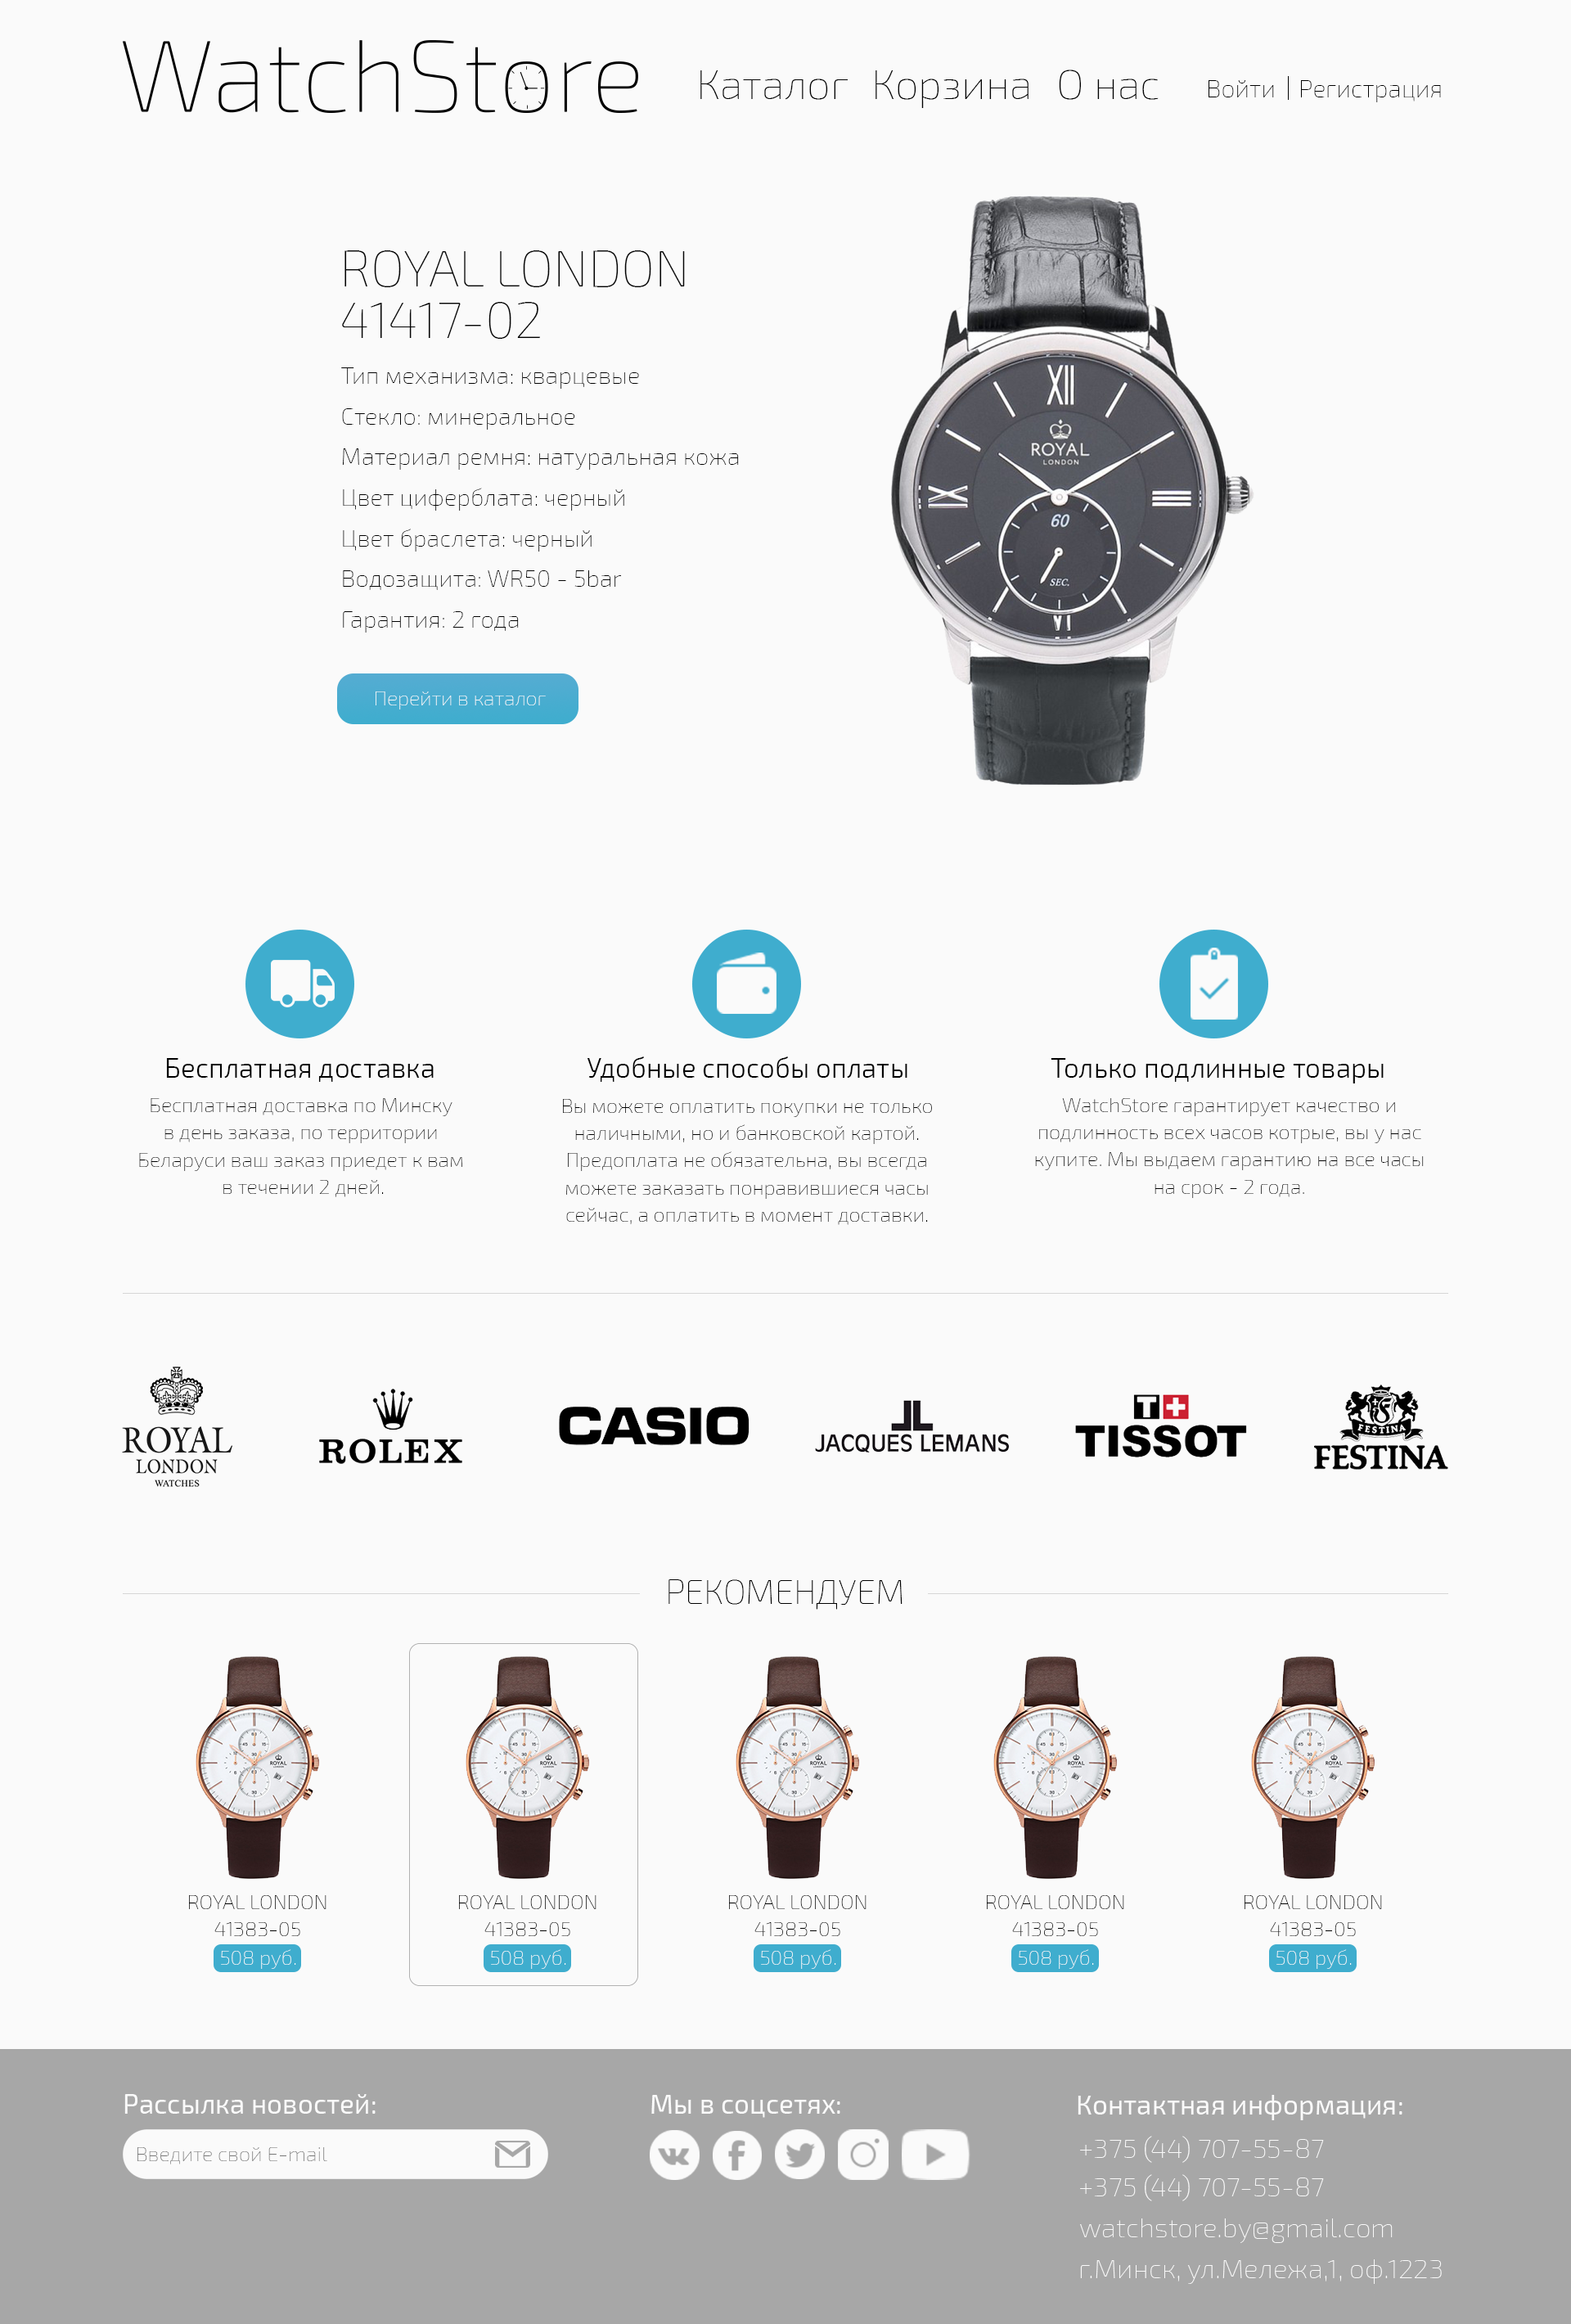 WatchStore
Каталог Корзина О нас Войти | Регистрация
ROYAL LONDON
41417-02
Тип механизма: кварцевые
Стекло: минеральное
Материал ремня: натуральная кожа
Цвет циферблата: черный
Цвет браслета: черный
Водозащита: WR50 - 5bar
Гарантия: 2 года
Перейти в каталог
XII
ROYAL
LONDON
60
SEC.
VI
Бесплатная доставка
Бесплатная доставка по Минску
в день заказа, по территории
Беларуси ваш заказ приедет к вам
в течении 2 дней.
Удобные способы оплаты
Вы можете оплатить покупки не только
наличными, но и банковской картой.
Предоплата не обязательна, вы всегда
можете заказать понравившиеся часы
сейчас, а оплатить в момент доставки.
Только подлинные товары
WatchStore гарантирует качество и
подлинность всех часов котрые, вы у нас
купите. Мы выдаем гарантию на все часы
на срок - 2 года.
ROYAL
LONDON
WATCHES
ROLEX
CASIO
JL
JACQUES LEMANS
T+
TISSOT
FESTINA
FESTINA
РЕКОМЕНДУЕМ
ROYAL LONDON
41383-05
508 руб.
ROYAL LONDON
41383-05
508 руб.
ROYAL LONDON
41383-05
508 руб.
ROYAL LONDON
41383-05
508 руб.
ROYAL LONDON
41383-05
508 руб.
Рассылка новостей:
Введите свой E-mail
Мы в соцсетях:
Контактная информация:
+375 (44) 707-55-87
+375 (44) 707-55-87
watchstore.by@gmail.com
г.Минск, ул.Мележа,1, оф.1223